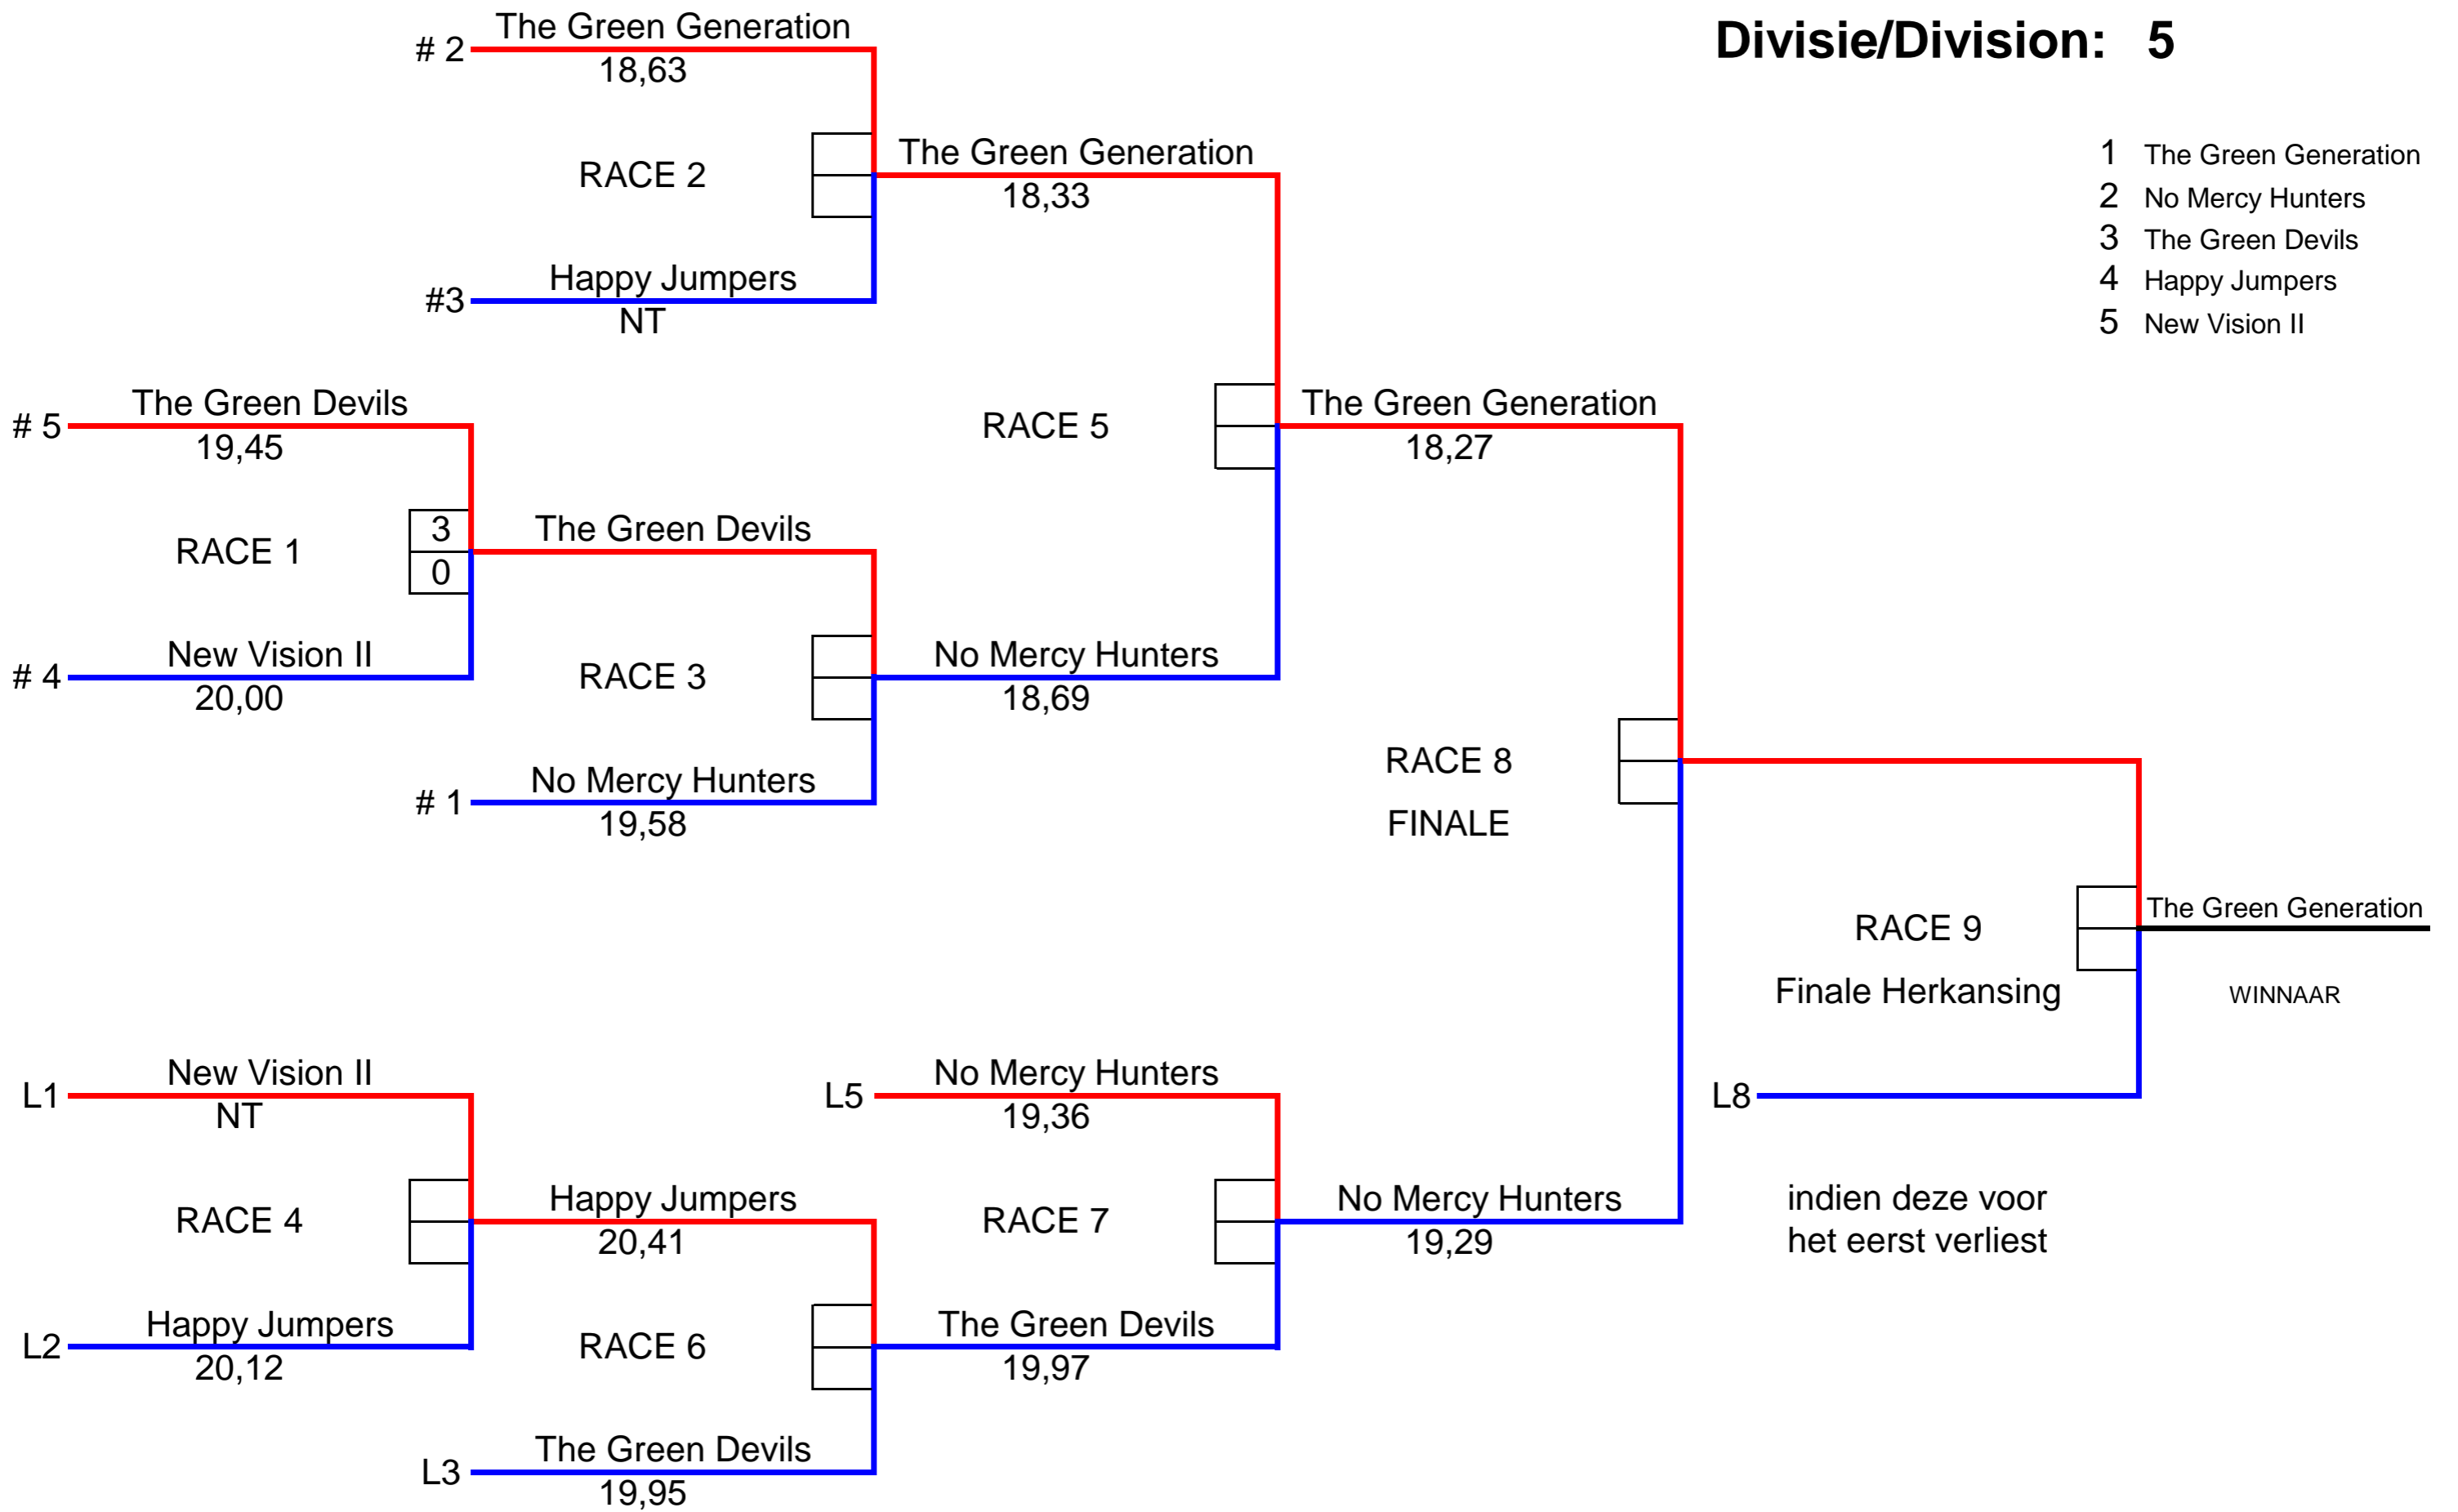 Divisie/Division: 5
1 The Green Generation
2 No Mercy Hunters
3 The Green Devils
4 Happy Jumpers
5 New Vision II
# 2 The Green Generation
18,63
RACE 2
#3 Happy Jumpers
NT
# 5 The Green Devils
19,45
RACE 1
3
0
# 4 New Vision II
20,00
The Green Devils
RACE 3
# 1 No Mercy Hunters
19,58
The Green Generation
18,33
RACE 5
No Mercy Hunters
18,69
The Green Generation
18,27
RACE 8
FINALE
RACE 9
Finale Herkansing
The Green Generation
WINNAAR
L8
indien deze voor
het eerst verliest
L1 New Vision II
NT
RACE 4
L2 Happy Jumpers
20,12
Happy Jumpers
20,41
RACE 6
L3 The Green Devils
19,95
L5 No Mercy Hunters
19,36
RACE 7
The Green Devils
19,97
No Mercy Hunters
19,29